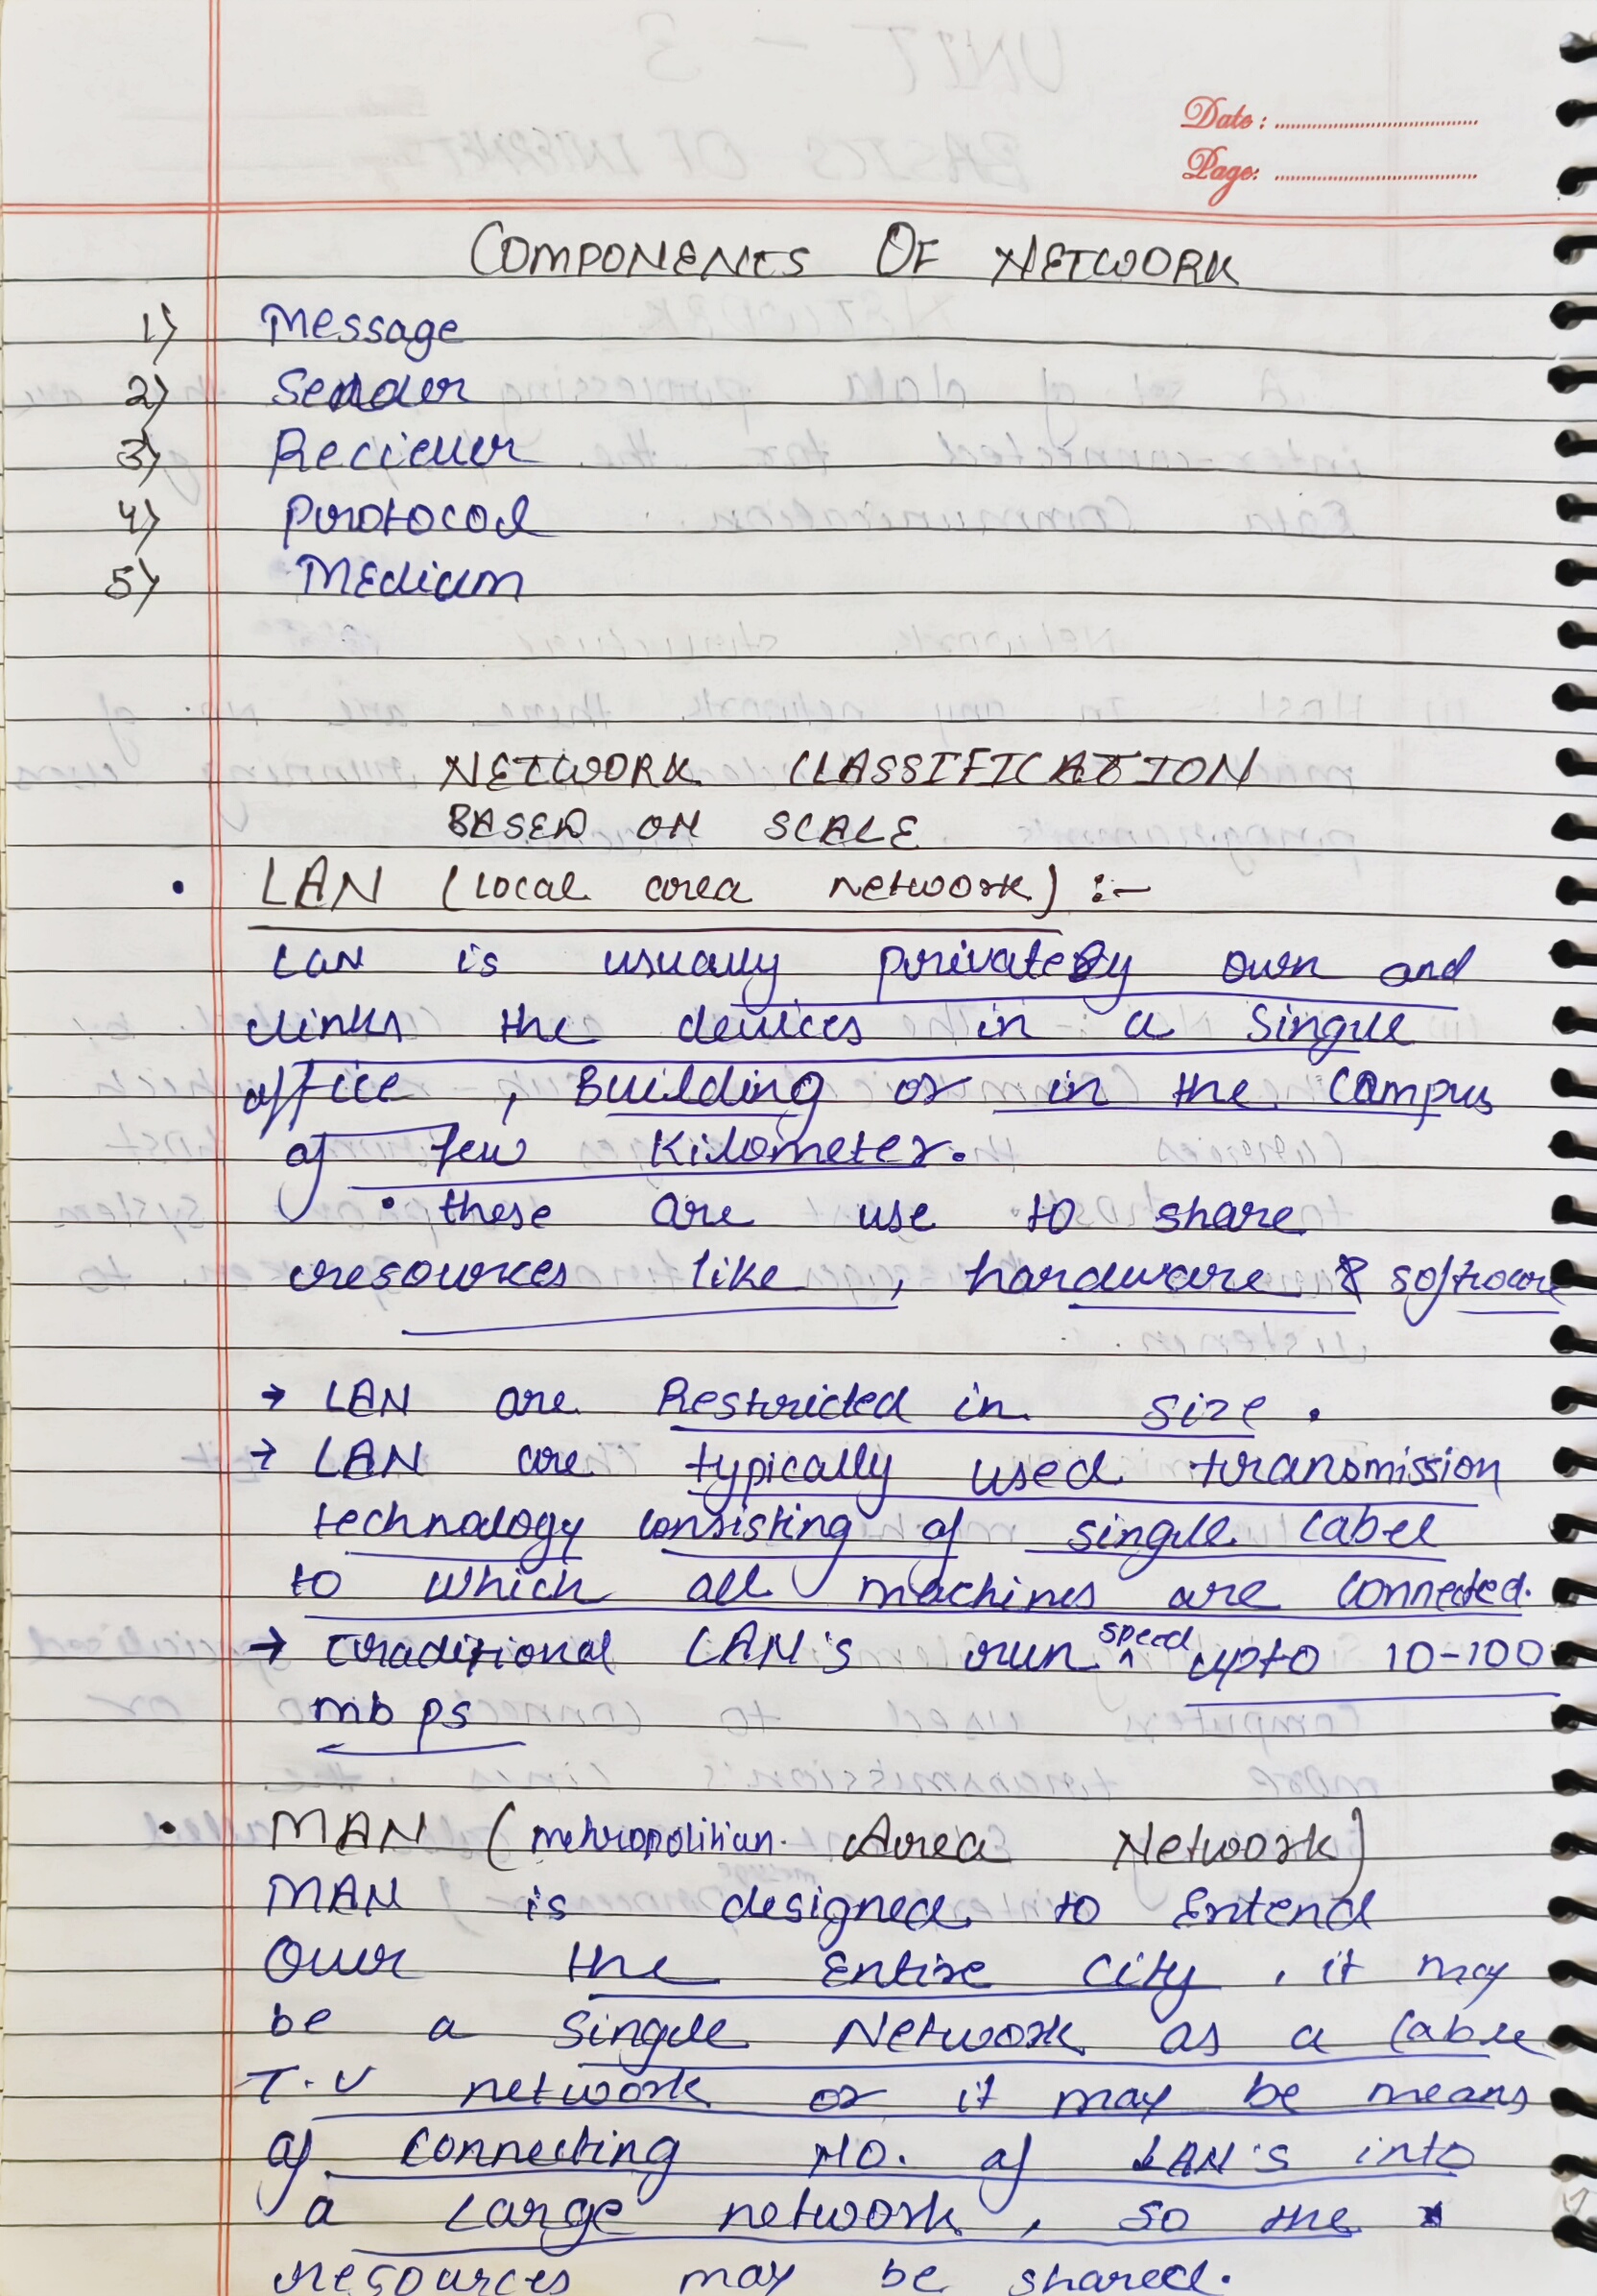 Date:
Page:
COMPONENTS OF NETWORK
1) Message
2) Sender
3) Reciever
4) Protocol
5) Medium
NETWORK CLASSIFICATION
BASED ON SCALE
• LAN (Local area network) :-
LAN is usually privately own and
links the devices in a single
office , Building or in the Campus
of few Kilometer.
• these are use to share
resources like , hardware & software
→ LAN are Restricted in size .
→ LAN are typically used transmission
technology consisting of single cabel
to which all machines are connected.
→ traditional LAN's run speed upto 10-100
mb ps
• MAN ( Area Network)
MAN is designed to Extend
Over the Entire City , it may
be a single Network as a Cable
T.V network or it may be means
of connecting NO. of LAN's into
a Large network , so the
resources may be shared.